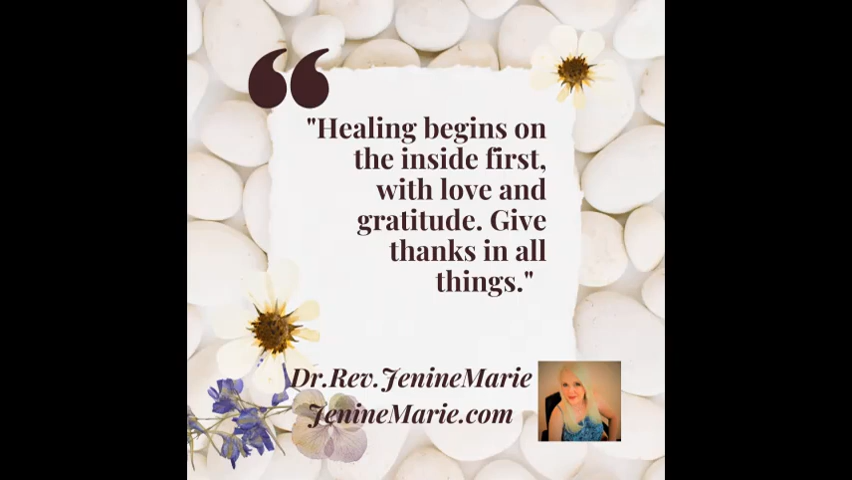 "Healing begins on
the inside first,
with love and
gratitude. Give
thanks in all
things."
Dr.Rev.JenineMarie
JenineMarie.com